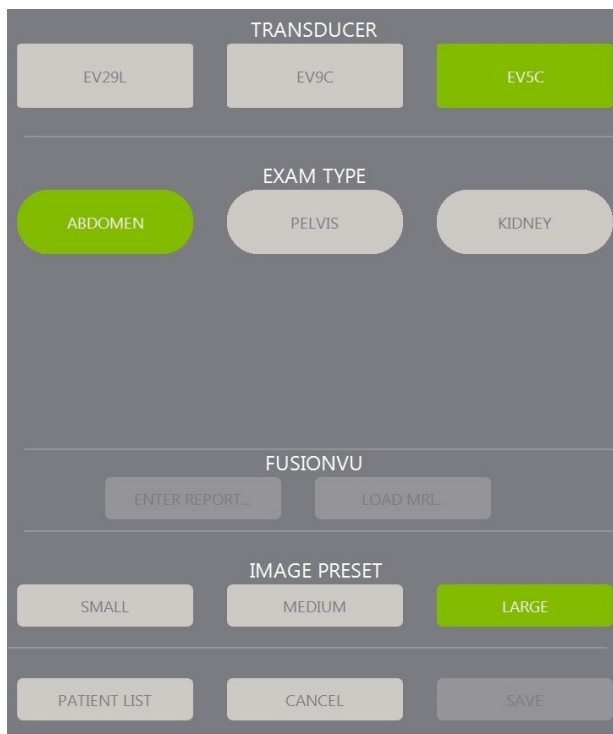 TRANSDUCER
EV29L EV9C EV5C
EXAM TYPE
ABDOMEN PELVIS KIDNEY
FUSIONVU
ENTER REPORT... LOAD MRI...
IMAGE PRESET
SMALL MEDIUM LARGE
PATIENT LIST CANCEL SAVE